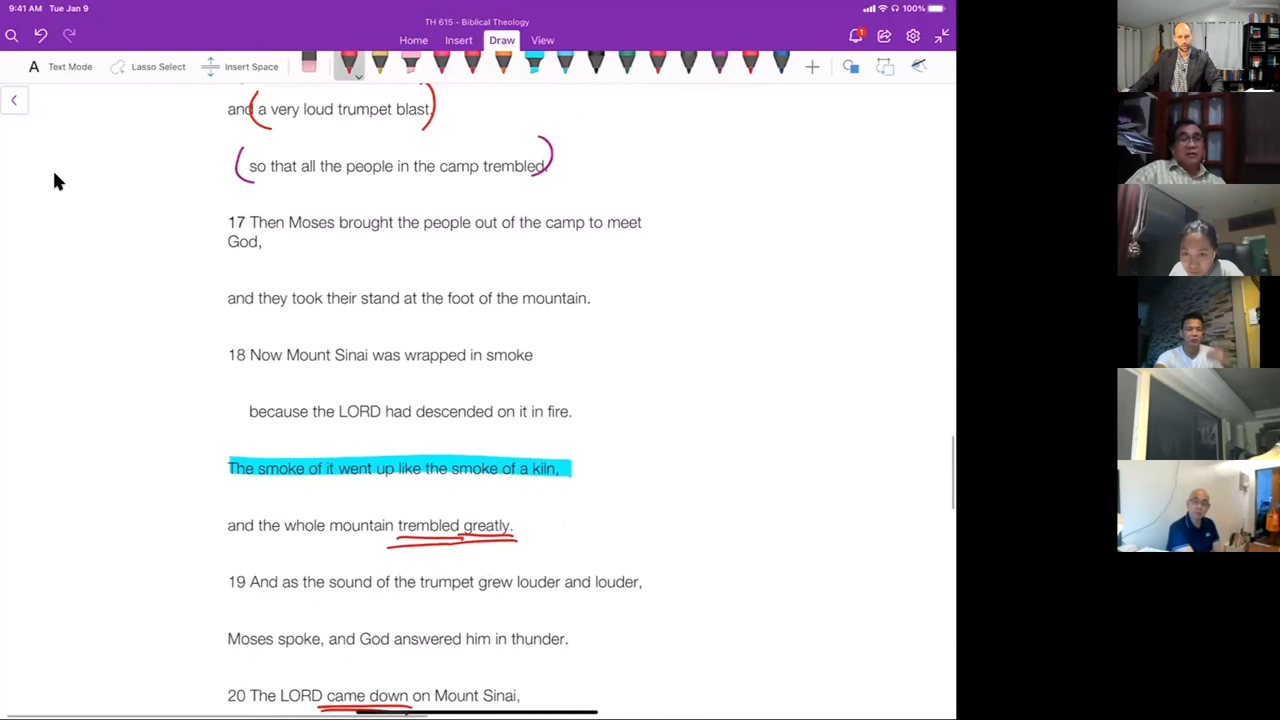 9:41 AM Tue Jan 9
100%
TH 615 - Biblical Theology
Home Insert Draw View
1
A Text Mode Lasso Select Insert Space
and a very loud trumpet blast,
so that all the people in the camp trembled.
17 Then Moses brought the people out of the camp to meet
God,
and they took their stand at the foot of the mountain.
18 Now Mount Sinai was wrapped in smoke
because the LORD had descended on it in fire.
The smoke of it went up like the smoke of a kiln,
and the whole mountain trembled greatly.
19 And as the sound of the trumpet grew louder and louder,
Moses spoke, and God answered him in thunder.
20 The LORD came down on Mount Sinai,